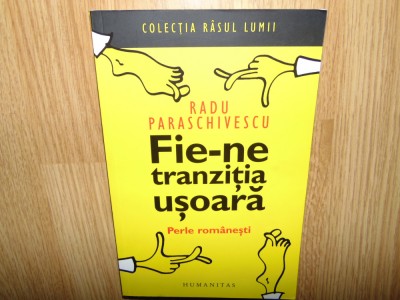 COLECȚIA RÂSUL LUMII
RADU
PARASCHIVESCU
Fie-ne
tranziția
ușoară
Perle românești
HUMANITAS